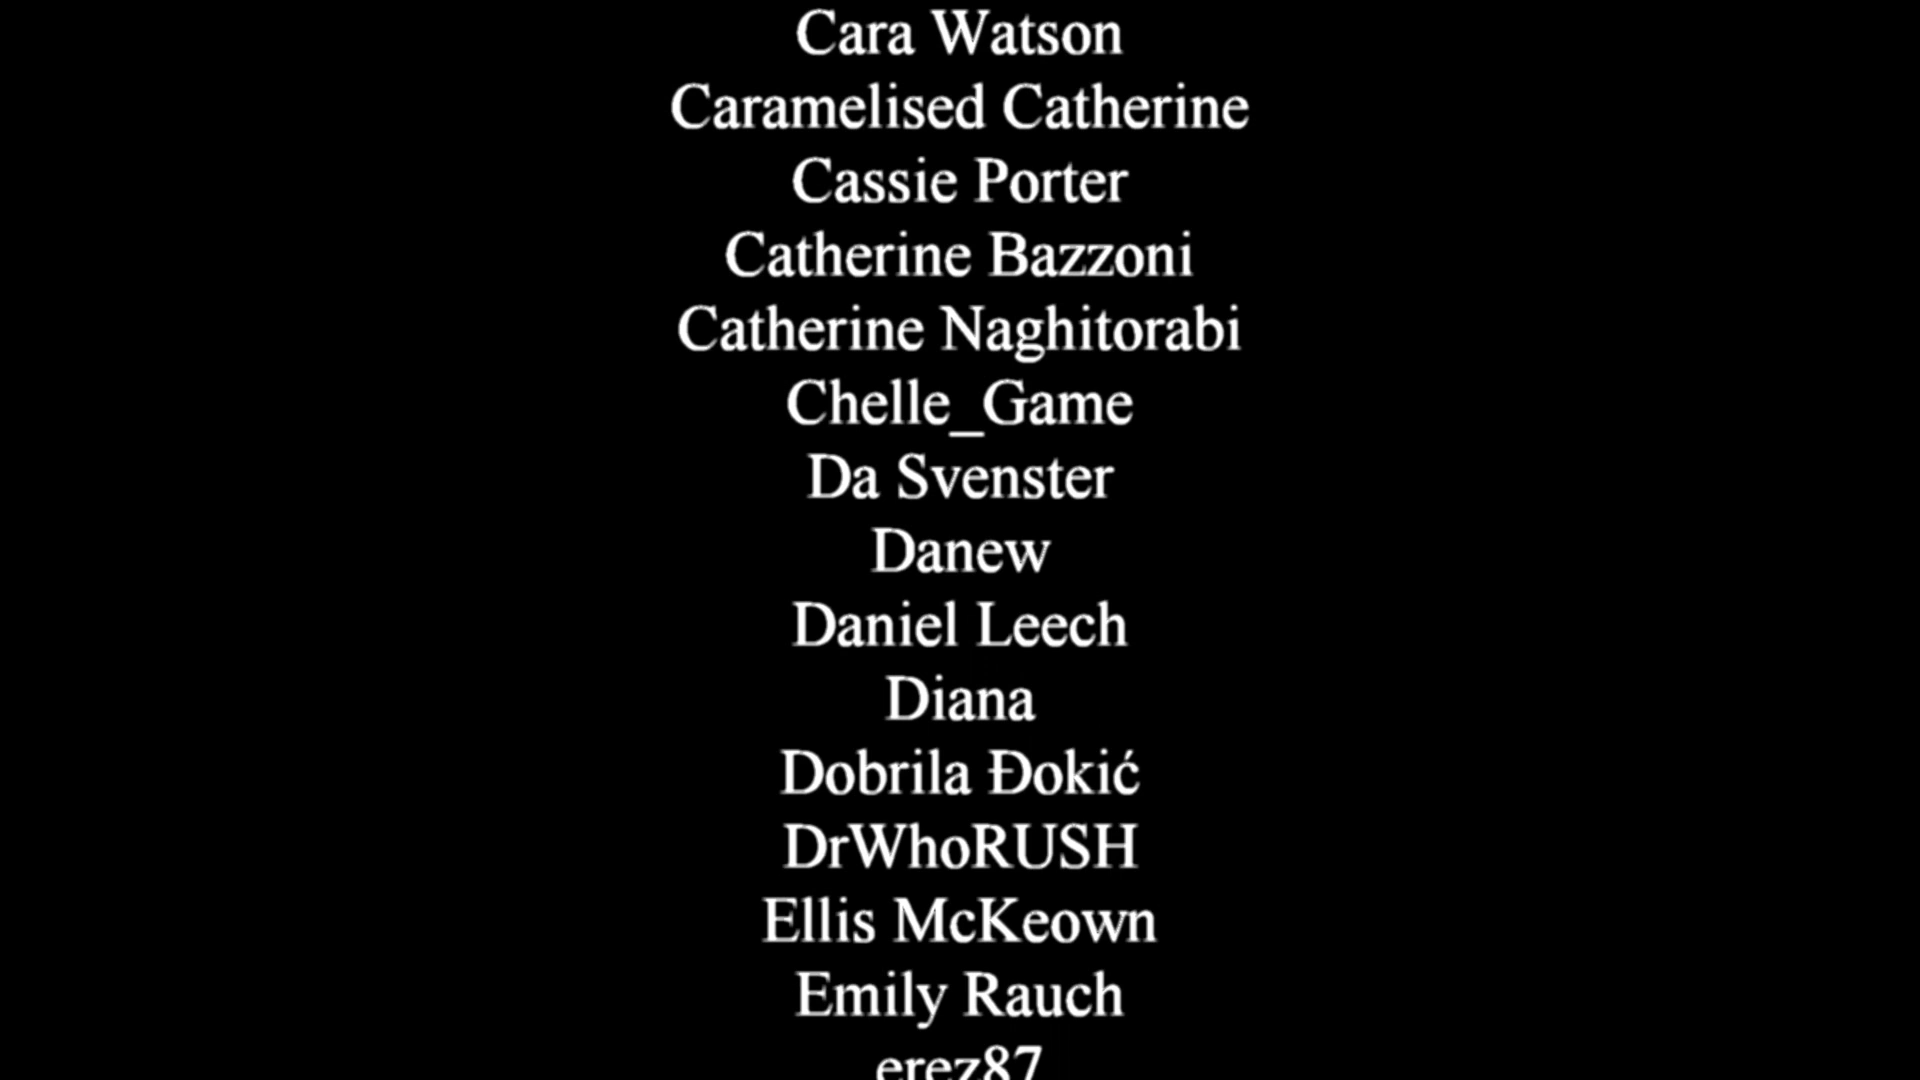 Cara Watson
Caramelised Catherine
Cassie Porter
Catherine Bazzoni
Catherine Naghitorabi
Chelle_Game
Da Svenster
Danew
Daniel Leech
Diana
Dobrila Đokić
DrWhoRUSH
Ellis McKeown
Emily Rauch
erez87